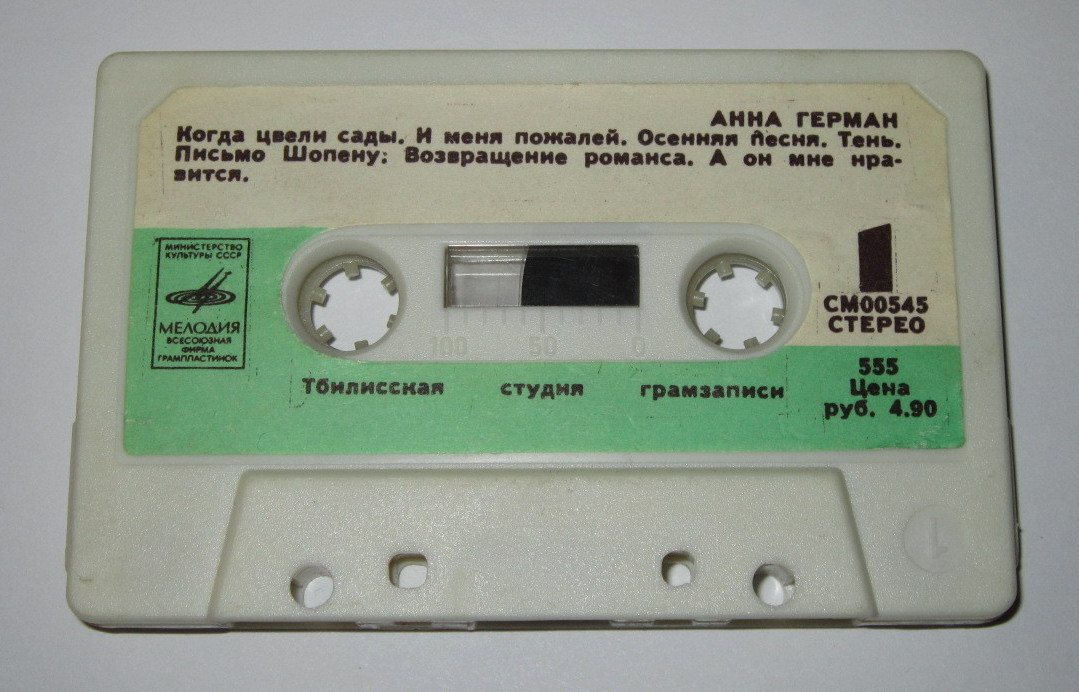 АННА ГЕРМАН
Когда цвели сады. И меня пожалей. Осенняя песня. Тень.
Письмо Шопену. Возвращение романса. А он мне нра-
вится.
МИНИСТЕРСТВО
КУЛЬТУРЫ СССР
МЕЛОДИЯ
ВСЕСОЮЗНАЯ
ФИРМА
ГРАМПЛАСТИНОК
1
СМ00545
СТЕРЕО
100 50
Тбилисская студия грамзаписи
555
Цена
руб. 4.90
1